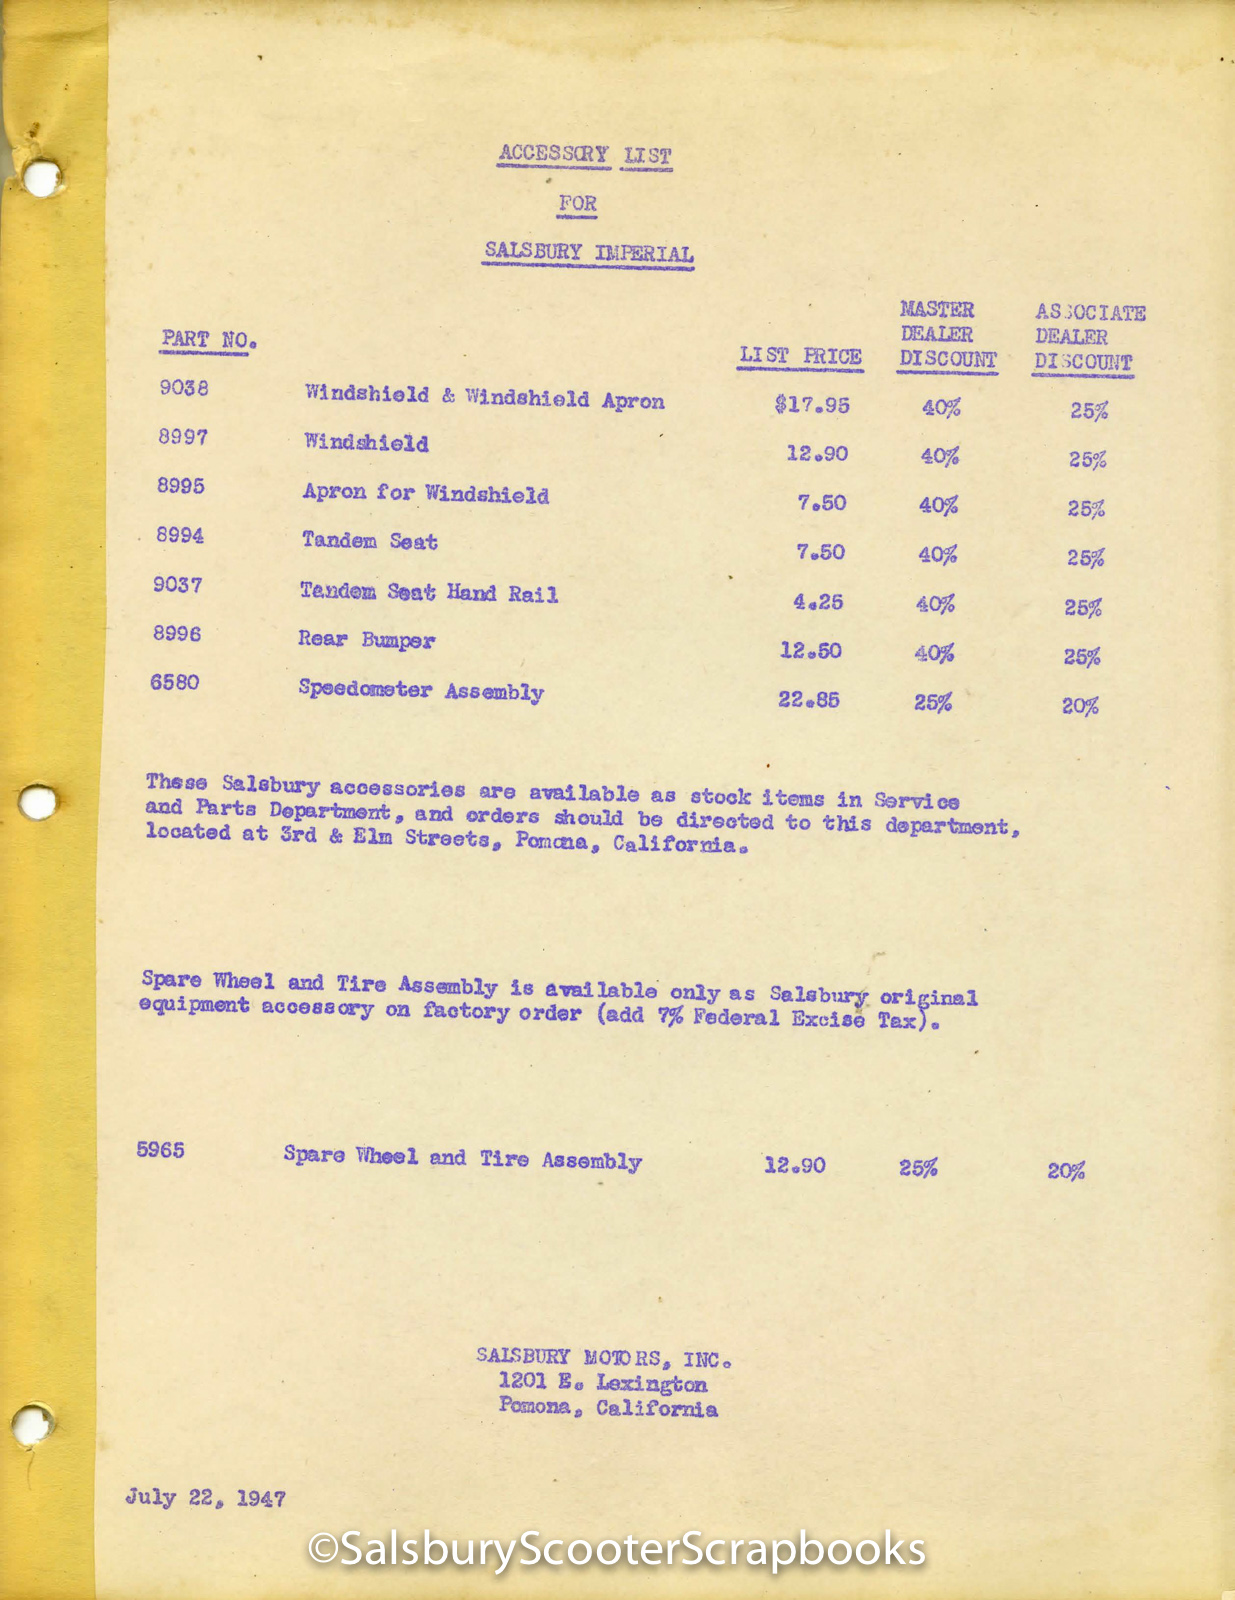 ACCESSORY LIST
FOR
SALSBURY IMPERIAL
PART NO. LIST PRICE MASTER DEALER DISCOUNT ASSOCIATE DEALER DISCOUNT
9038 Windshield & Windshield Apron $17.95 40% 25%
8997 Windshield 12.90 40% 25%
8995 Apron for Windshield 7.50 40% 25%
8994 Tandem Seat 7.50 40% 25%
9037 Tandem Seat Hand Rail 4.25 40% 25%
8996 Rear Bumper 12.50 40% 25%
6580 Speedometer Assembly 22.85 25% 20%
These Salsbury accessories are available as stock items in Service
and Parts Department, and orders should be directed to this department,
located at 3rd & Elm Streets, Pomona, California.
Spare Wheel and Tire Assembly is available only as Salsbury original
equipment accessory on factory order (add 7% Federal Excise Tax).
5965 Spare Wheel and Tire Assembly 12.90 25% 20%
SALSBURY MOTORS, INC.
1201 E. Lexington
Pomona, California
July 22, 1947
©SalsburyScooterScrapbooks